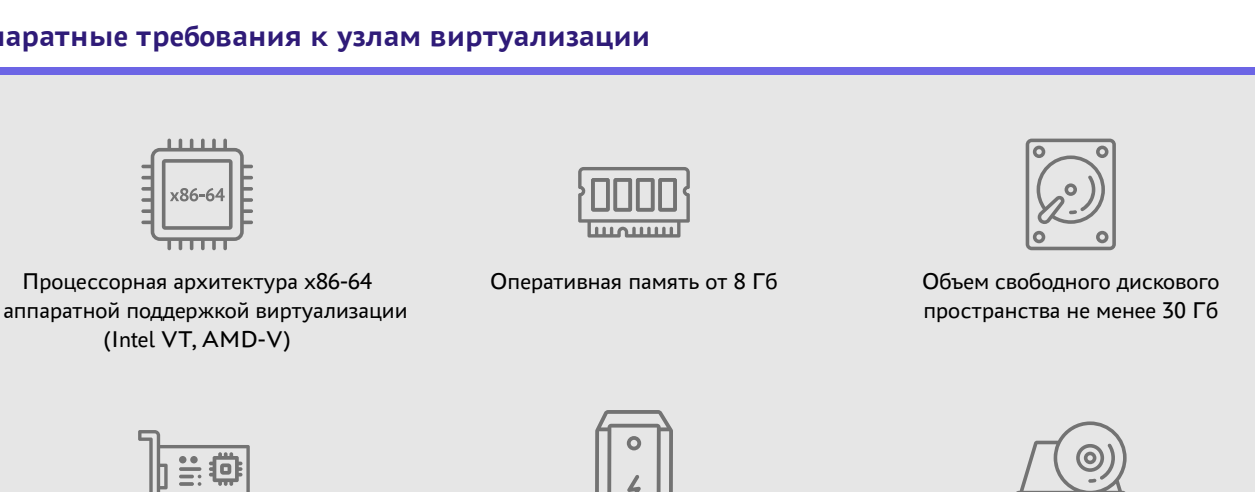 паратные требования к узлам виртуализации
x86-64
Процессорная архитектура x86-64
аппаратной поддержкой виртуализации
(Intel VT, AMD-V)
Оперативная память от 8 Гб
Объем свободного дискового
пространства не менее 30 Гб